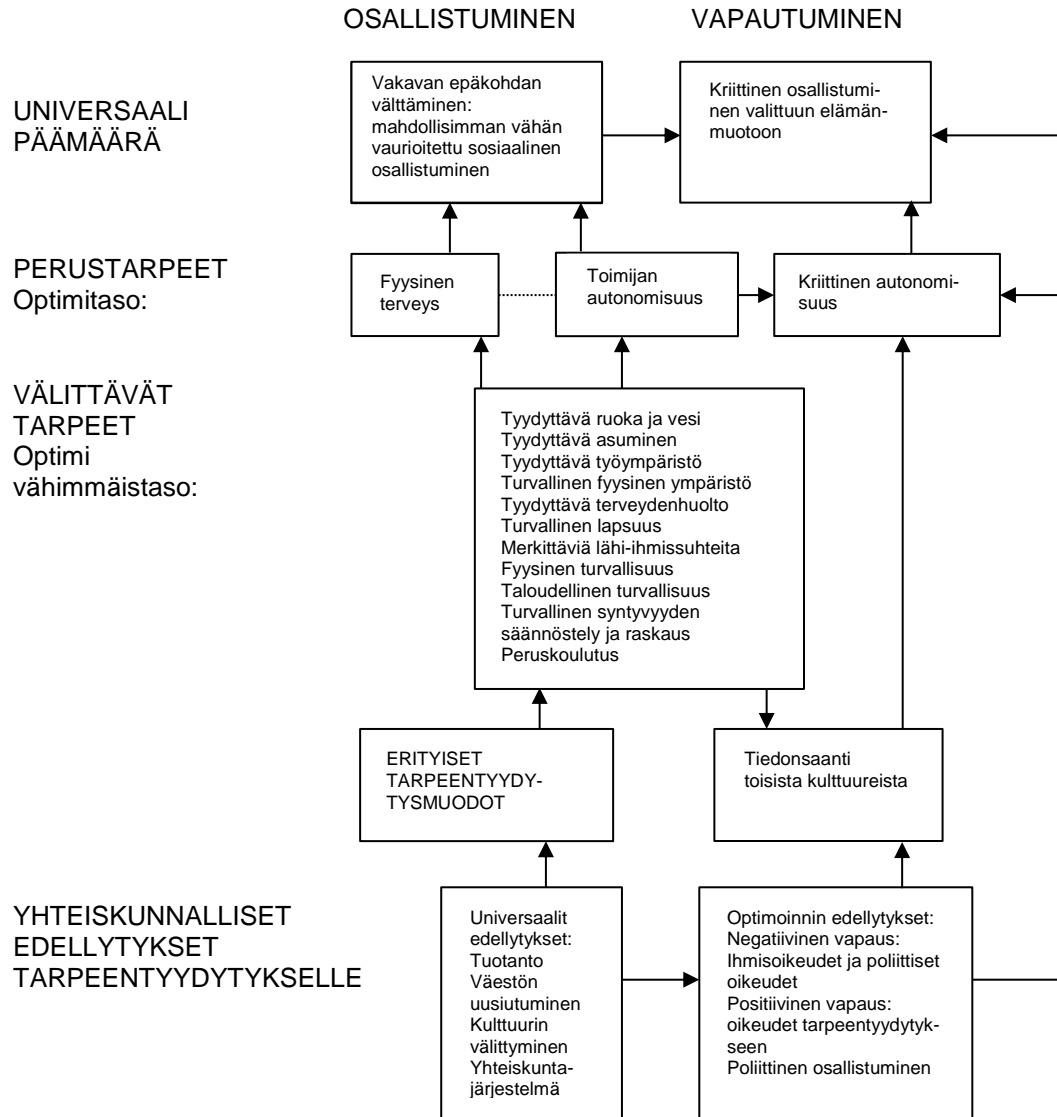 OSALLISTUMINEN
VAPAUTUMINEN
UNIVERSAALI
PÄÄMÄÄRÄ
Vakavan epäkohdan
välttäminen:
mahdollisimman vähän
vaurioitettu sosiaalinen
osallistuminen
Kriittinen osallistumi-
nen valittuun elämän-
muotoon
PERUSTARPEET
Optimitaso:
Fyysinen
terveys
Toimijan
autonomisuus
Kriittinen autonomi-
suus
VÄLITTÄVÄT
TARPEET
Optimi
vähimmäistaso:
Tyydyttävä ruoka ja vesi
Tyydyttävä asuminen
Tyydyttävä työympäristö
Turvallinen fyysinen ympäristö
Tyydyttävä terveydenhuolto
Turvallinen lapsuus
Merkittäviä lähi-ihmissuhteita
Fyysinen turvallisuus
Taloudellinen turvallisuus
Turvallinen syntyvyyden
säännöstely ja raskaus
Peruskoulutus
ERITYISET
TARPEENTYYDY-
TYSMUODOT
Tiedonsaanti
toisista kulttuureista
YHTEISKUNNALLISET
EDELLYTYKSET
TARPEENTYYDYTYKSELLE
Universaalit
edellytykset:
Tuotanto
Väestön
uusiutuminen
Kulttuurin
välittyminen
Yhteiskunta-
järjestelmä
Optimoinnin edellytykset:
Negatiivinen vapaus:
Ihmisoikeudet ja poliittiset
oikeudet
Positiivinen vapaus:
oikeudet tarpeentyydytyk-
seen
Poliittinen osallistuminen